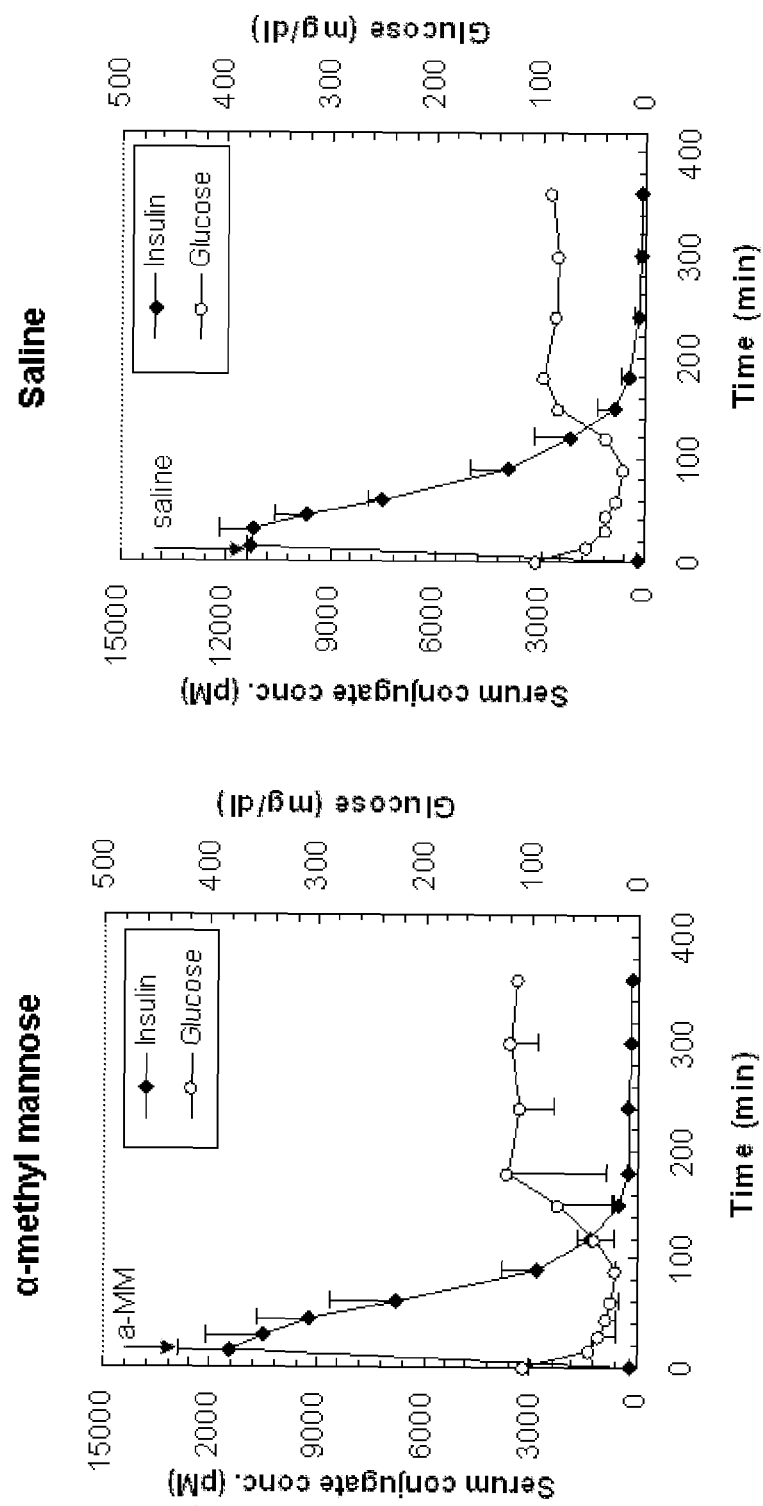 α-methyl mannose
Serum conjugate conc. (pM)
15000
12000
9000
6000
3000
0
a-MM
Insulin
Glucose
500
400
300
200
100
0
Glucose (mg/dl)
0
100
200
300
400
Time (min)
Saline
Serum conjugate conc. (pM)
15000
12000
9000
6000
3000
0
saline
Insulin
Glucose
500
400
300
200
100
0
Glucose (mg/dl)
0
100
200
300
400
Time (min)